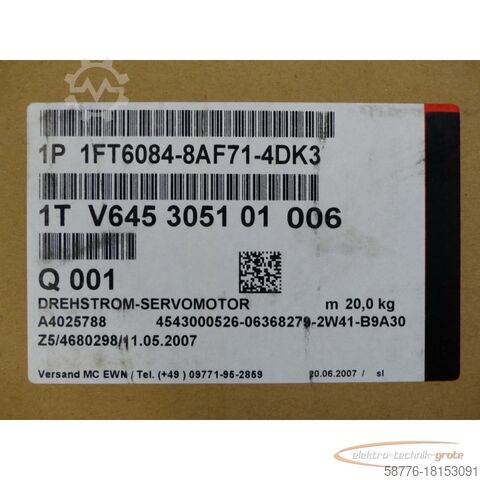 1P 1FT6084-8AF71-4DK3
1T V645 3051 01 006
Q 001
DREHSTROM-SERVOMOTOR m 20,0 kg
A4025788 4543000526-06368279-2W41-B9A30
Z5/4680298/11.05.2007
Versand MC EWN / Tel. (+49 ) 09771-95-2859 20.06.2007 / sl
elektro-technik-grote
58776-18153091